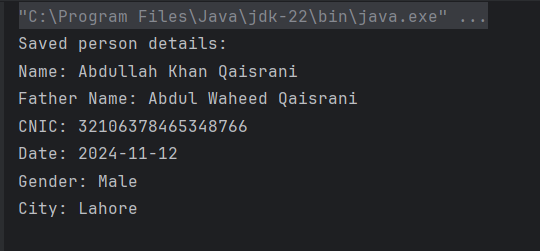 "C:\Program Files\Java\jdk-22\bin\java.exe" ...
Saved person details:
Name: Abdullah Khan Qaisrani
Father Name: Abdul Waheed Qaisrani
CNIC: 32106378465348766
Date: 2024-11-12
Gender: Male
City: Lahore